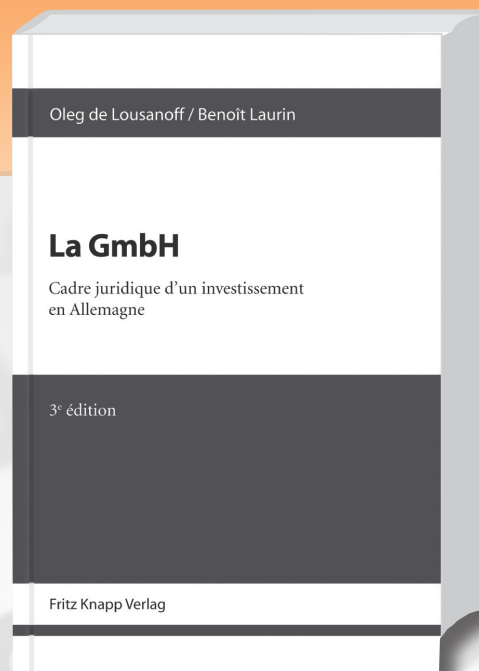 Oleg de Lousanoff / Benoît Laurin
La GmbH
Cadre juridique d’un investissement
en Allemagne
3e édition
Fritz Knapp Verlag